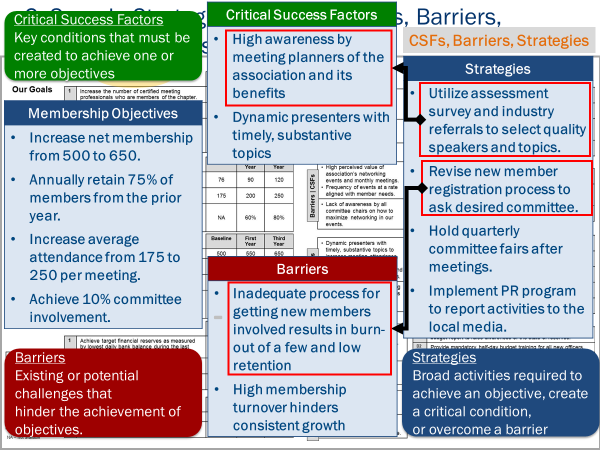 s, Barriers,
Critical Success Factors
Key conditions that must be
created to achieve one or
more objectives
Critical Success Factors
High awareness by
meeting planners of the
association and its
benefits
Dynamic presenters with
timely, substantive
topics
CSFs, Barriers, Strategies
Strategies
Utilize assessment
survey and industry
referrals to select quality
speakers and topics.
Revise new member
registration process to
ask desired committee.
Hold quarterly
committee fairs after
meetings.
Implement PR program
to report activities to the
local media.
Our Goals
1 Increase the number of certified meeting
professionals who are members of the chapter.
Membership Objectives
Increase net membership
from 500 to 650.
Annually retain 75% of
members from the prior
year.
Increase average
attendance from 175 to
250 per meeting.
Achieve 10% committee
involvement.
Year Year
76 90 120
175 200 250
NA 60% 80%
Baseline First Third
Year Year
500 550 650
Barriers | CSFs
High perceived value of
association's networking
events and monthly meetings.
Frequency of events at a rate
aligned with member needs.
Lack of awareness by all
committee chairs on how to
maximize networking in our
events.
Dynamic presenters with
timely, substantive topics to
Barriers
Inadequate process for
getting new members
involved results in burn-
out of a few and low
retention
High membership
turnover hinders
consistent growth
1 Achieve target financial reserves as measured
by lowest daily bank balance during the last
Barriers
Existing or potential
challenges that
hinder the achievement of
objectives.
Provide mandatory half-day budget training for all new officers.
Strategies
Broad activities required to
achieve an objective, create
a critical condition,
or overcome a barrier